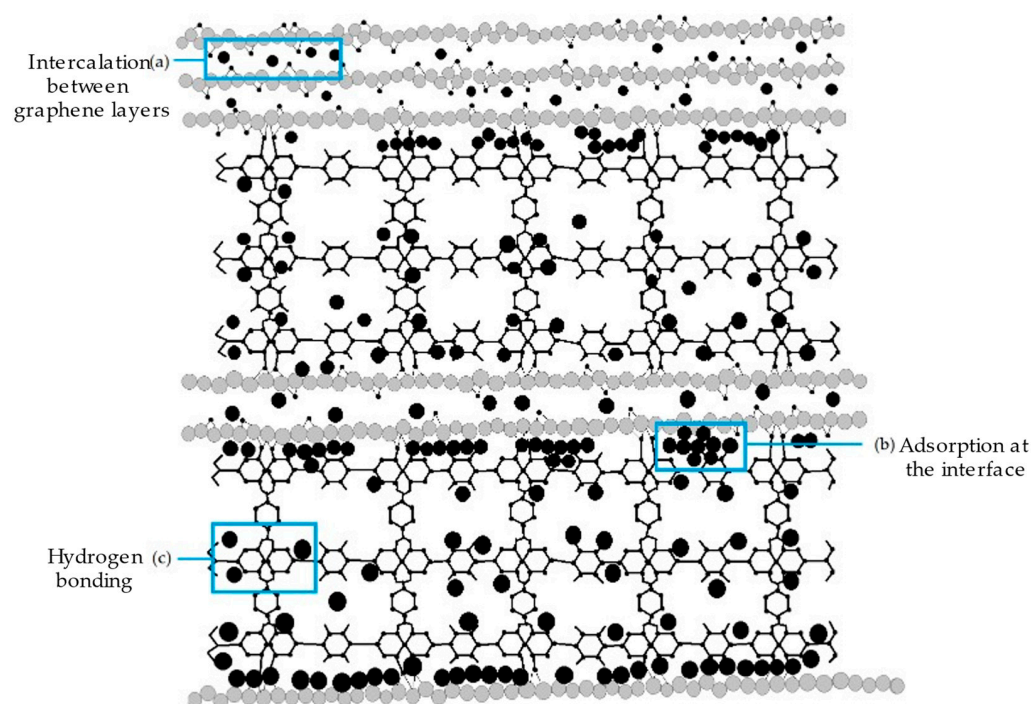 Intercalation (a)
between
graphene layers
(b) Adsorption at
the interface
Hydrogen (c)
bonding